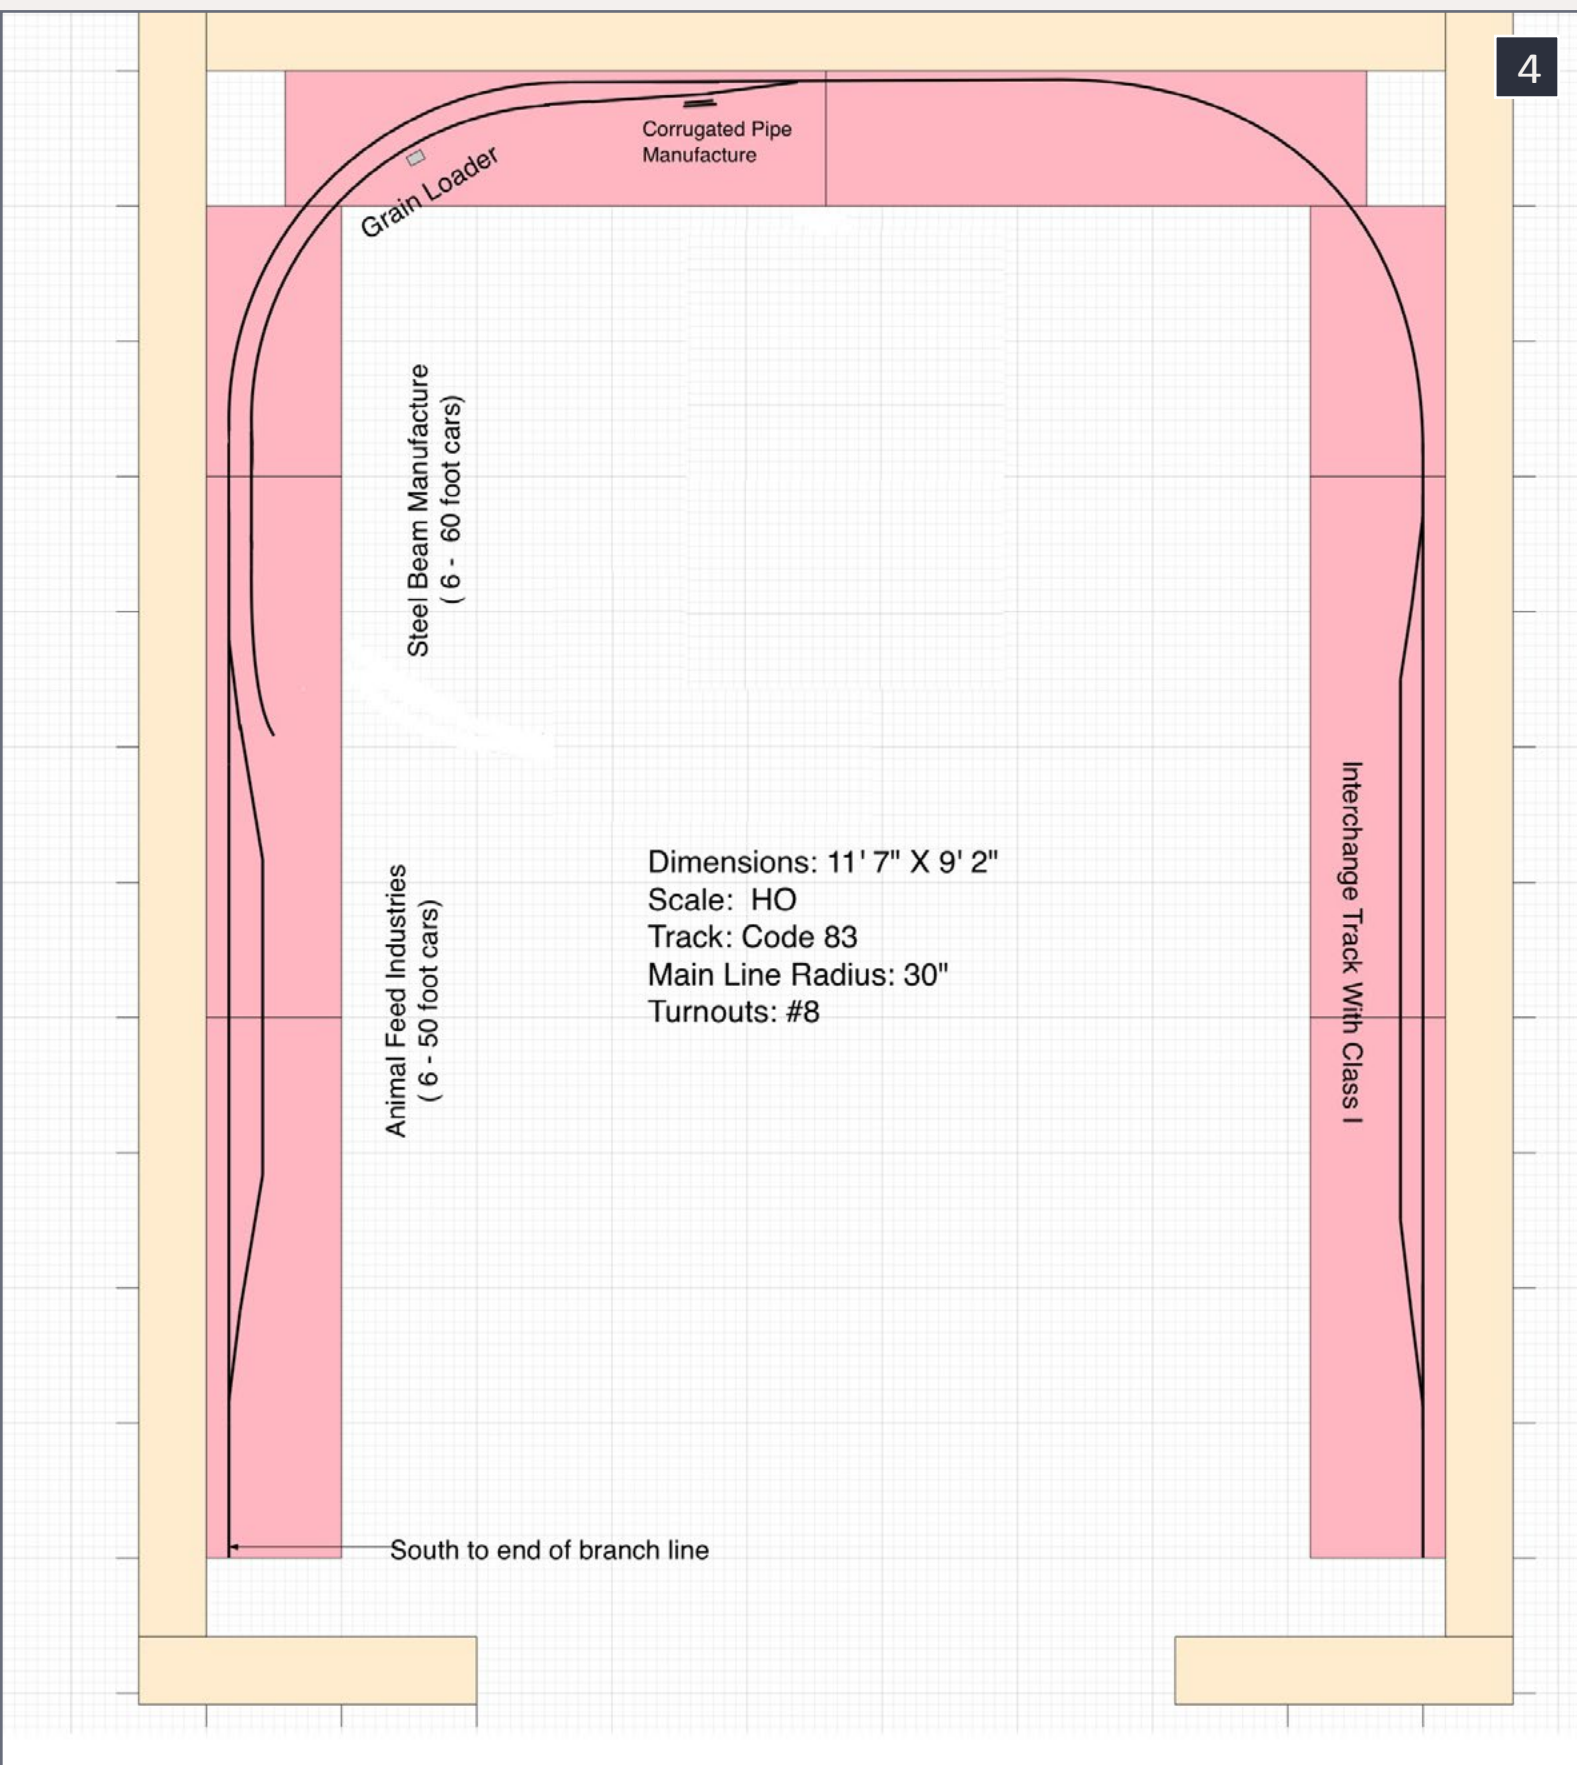 4
Corrugated Pipe
Manufacture
Grain Loader
Steel Beam Manufacture
( 6 -  60 foot cars)
Interchange Track With Class I
Dimensions: 11' 7" X 9' 2"
Scale:  HO
Track: Code 83
Main Line Radius: 30"
Turnouts: #8
Animal Feed Industries
( 6 - 50 foot cars)
South to end of branch line